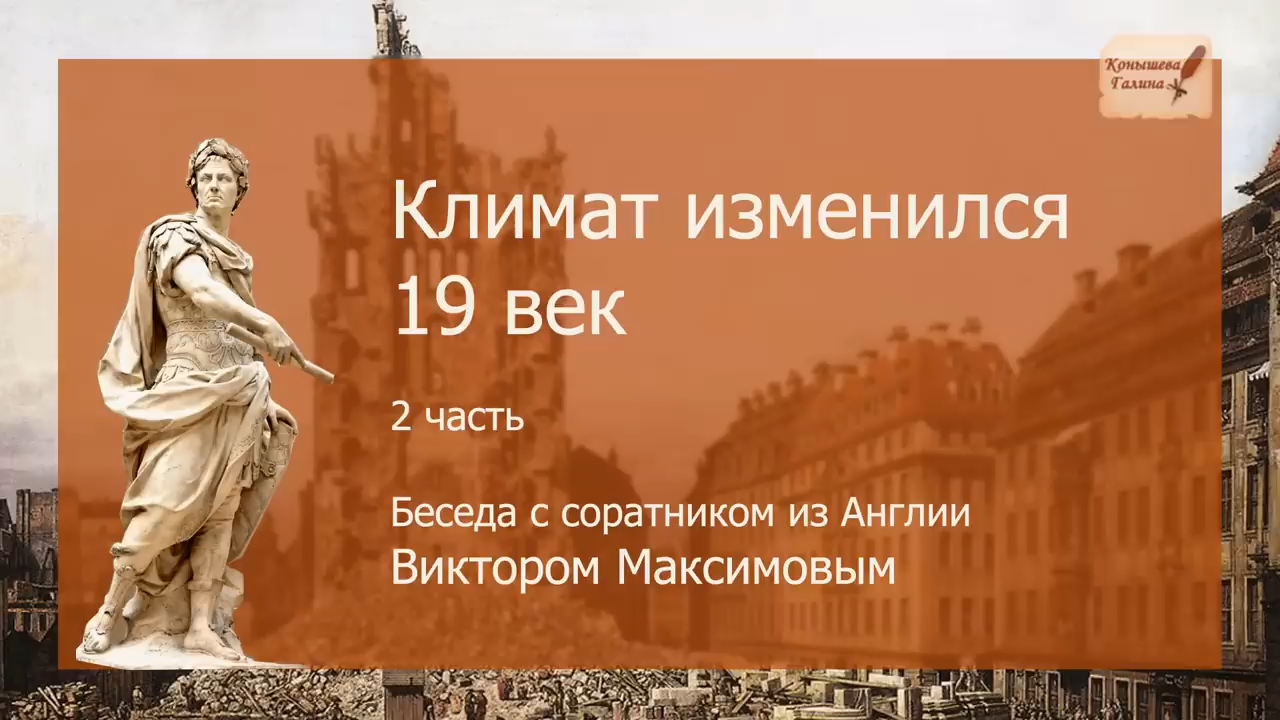 Конышева
Галина
Климат изменился
19 век
2 часть
Беседа с соратником из Англии
Виктором Максимовым